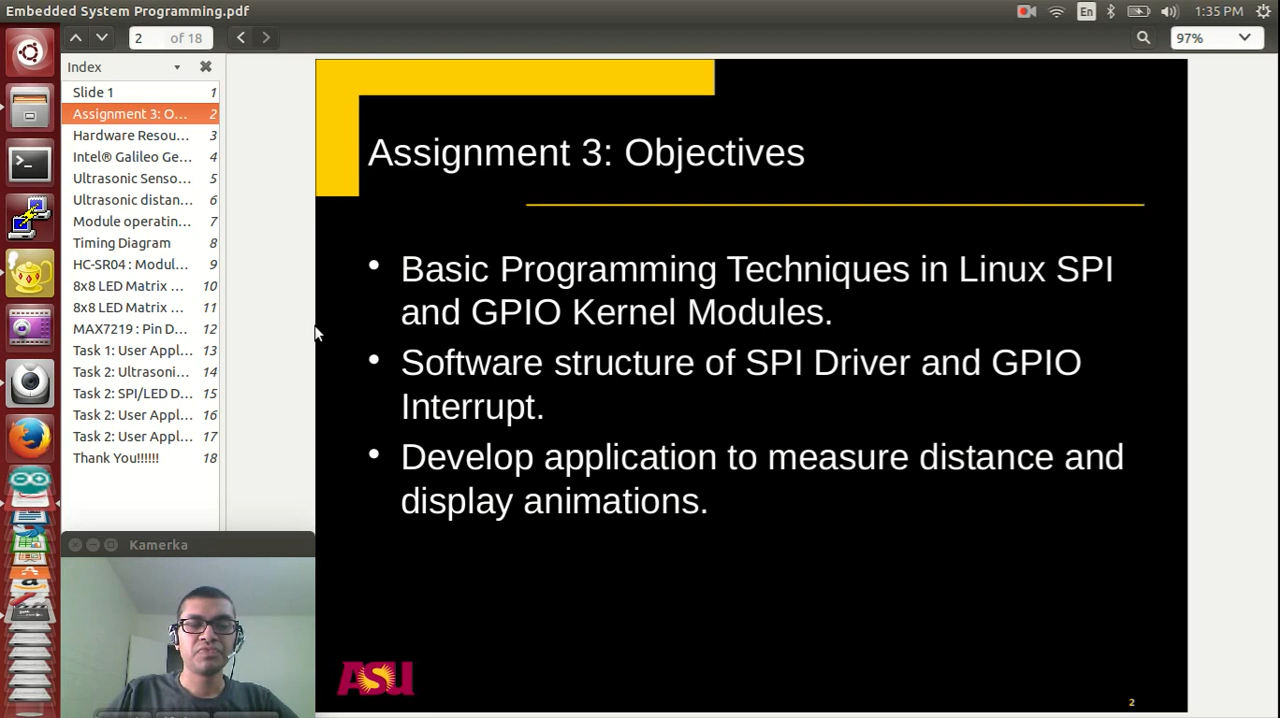 Embedded System Programming.pdf
En
1:35 PM
2 of 18
97%
Index
Slide 1 1
Assignment 3: O... 2
Hardware Resou... 3
Intel® Galileo Ge... 4
Ultrasonic Senso... 5
Ultrasonic distan... 6
Module operatin... 7
Timing Diagram 8
HC-SR04 : Modul... 9
8x8 LED Matrix ... 10
8x8 LED Matrix ... 11
MAX7219 : Pin D... 12
Task 1: User Appl... 13
Task 2: Ultrasoni... 14
Task 2: SPI/LED D... 15
Task 2: User Appl... 16
Task 2: User Appl... 17
Thank You!!!!!! 18
Kamerka
Assignment 3: Objectives
• Basic Programming Techniques in Linux SPI
and GPIO Kernel Modules.
• Software structure of SPI Driver and GPIO
Interrupt.
• Develop application to measure distance and
display animations.
ASU
2